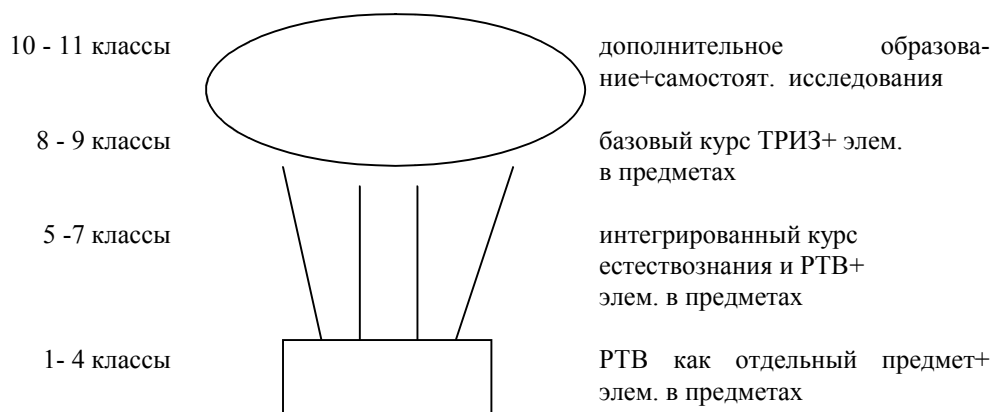 10 - 11 классы
дополнительное образова-
ние+самостоят. исследования
8 - 9 классы
базовый курс ТРИЗ+ элем.
в предметах
5 -7 классы
интегрированный курс
естествознания и РТВ+
элем. в предметах
1- 4 классы
РТВ как отдельный предмет+
элем. в предметах